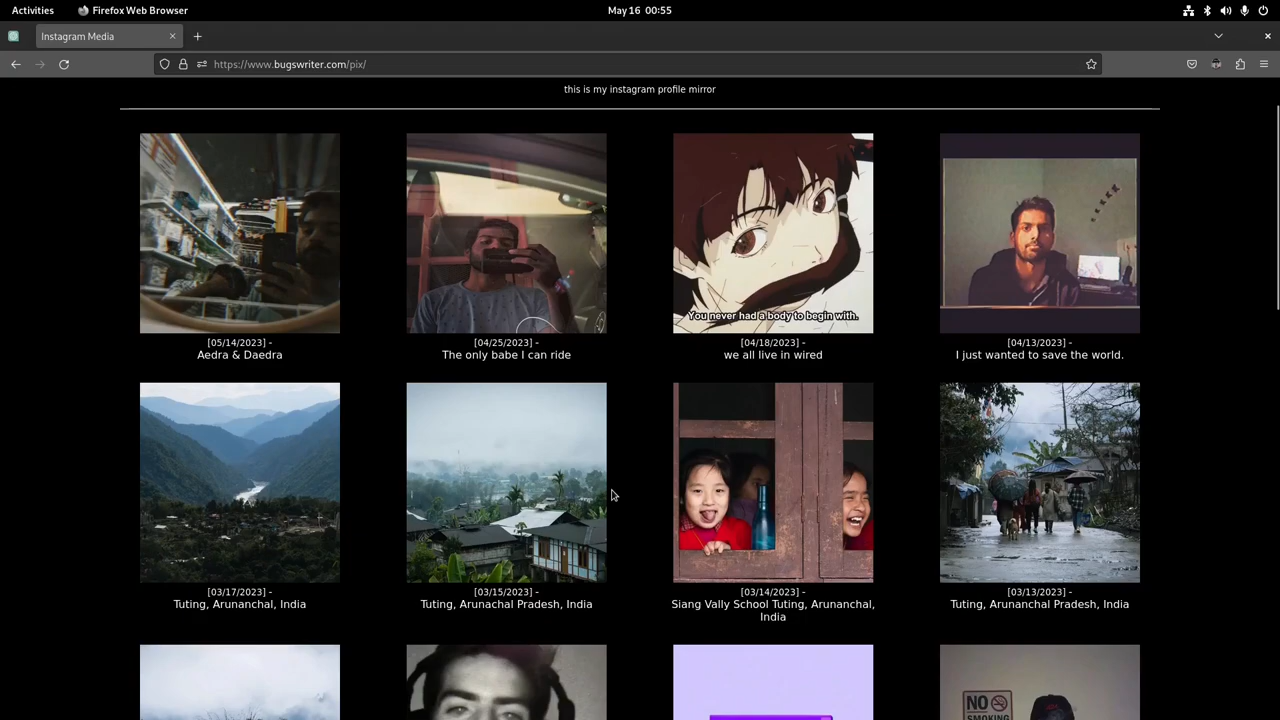 Activities
Firefox Web Browser
May 16 00:55
Instagram Media
https://www.bugswriter.com/pix/
this is my instagram profile mirror
You never had a body to begin with.
[05/14/2023] -
Aedra & Daedra
[04/25/2023] -
The only babe I can ride
[04/18/2023] -
we all live in wired
[04/13/2023] -
I just wanted to save the world.
[03/17/2023] -
Tuting, Arunanchal, India
[03/15/2023] -
Tuting, Arunachal Pradesh, India
[03/14/2023] -
Siang Vally School Tuting, Arunanchal,
India
[03/13/2023] -
Tuting, Arunanchal Pradesh, India
NO
SMOKING